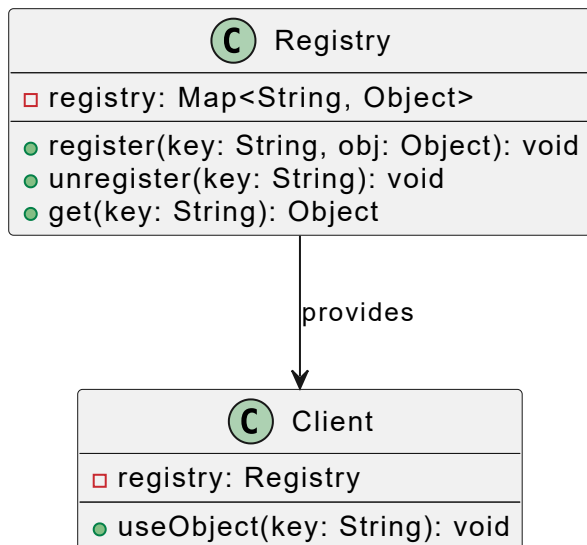 C Registry
registry: Map<String, Object>
register(key: String, obj: Object): void
unregister(key: String): void
get(key: String): Object
provides
C Client
registry: Registry
useObject(key: String): void